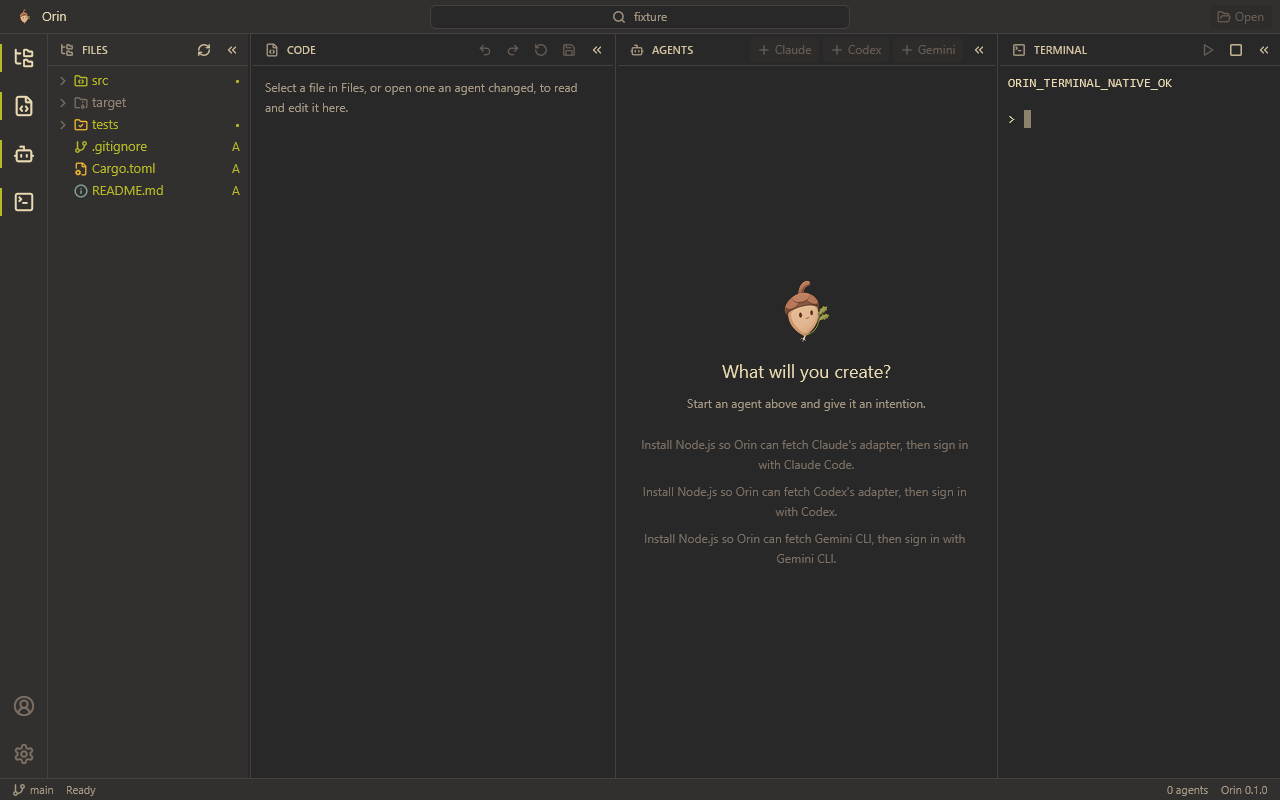 Orin
fixture
Open
FILES
src
target
tests
.gitignore A
Cargo.toml A
README.md A
CODE
Select a file in Files, or open one an agent changed, to read
and edit it here.
AGENTS
+ Claude
+ Codex
+ Gemini
What will you create?
Start an agent above and give it an intention.
Install Node.js so Orin can fetch Claude's adapter, then sign in
with Claude Code.
Install Node.js so Orin can fetch Codex's adapter, then sign in
with Codex.
Install Node.js so Orin can fetch Gemini CLI, then sign in with
Gemini CLI.
TERMINAL
ORIN_TERMINAL_NATIVE_OK
>
main
Ready
0 agents
Orin 0.1.0